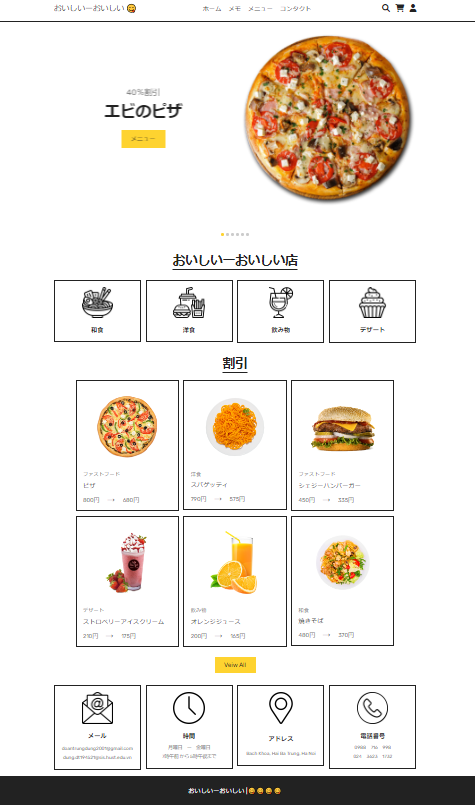 おいしいーおいしい
ホーム メモ メニュー コンタクト
40%割引
エビのピザ
メニュー
おいしいーおいしい店
和食
洋食
飲み物
デザート
割引
ファストフード
ピザ
800円 → 680円
洋食
スパゲッティ
790円 → 575円
ファストフード
シェジーハンバーガー
450円 → 335円
デザート
ストロベリーアイスクリーム
210円 → 175円
飲み物
オレンジジュース
200円 → 165円
和食
焼きそば
480円 → 370円
View All
メール
時間
月曜日 ー 金曜日
アドレス
Bach Khoa, Hai Ba Trung, Ha Noi
電話番号
おいしいーおいしい |